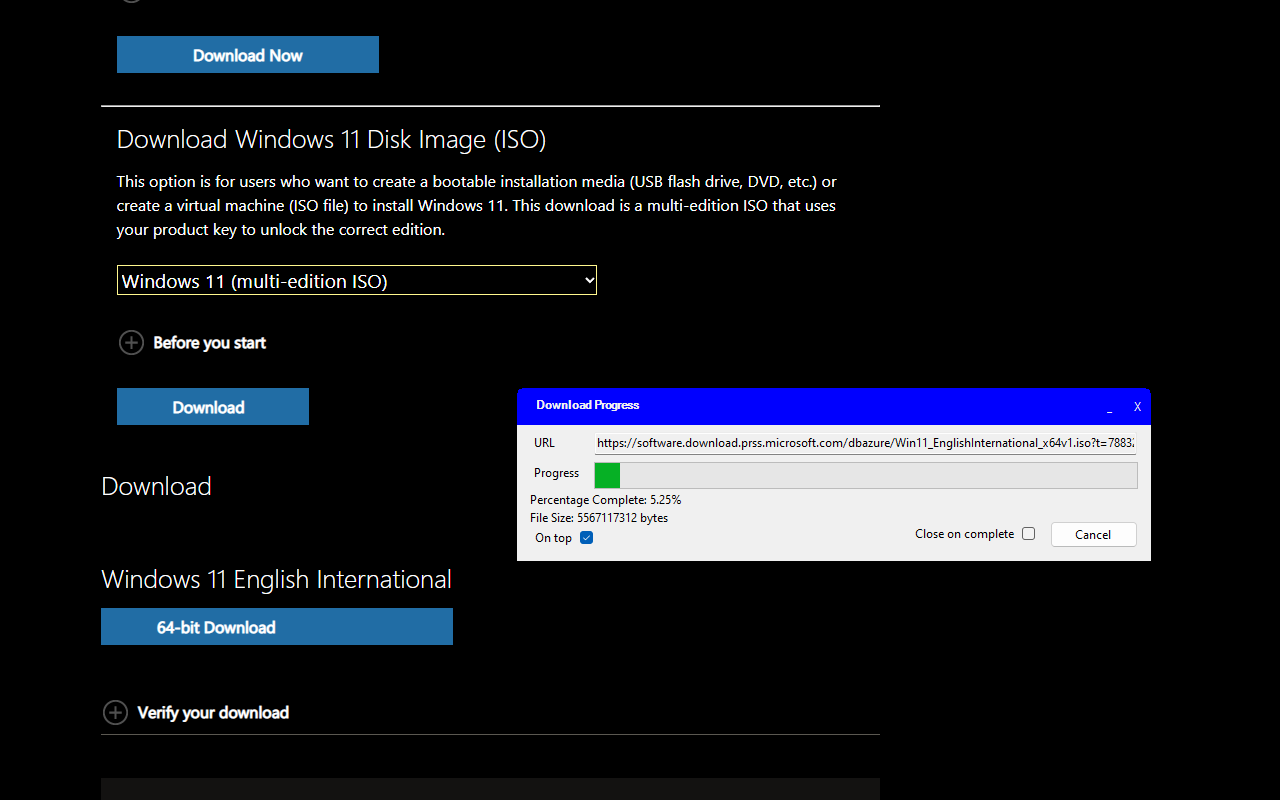 Download Now
Download Windows 11 Disk Image (ISO)
This option is for users who want to create a bootable installation media (USB flash drive, DVD, etc.) or
create a virtual machine (ISO file) to install Windows 11. This download is a multi-edition ISO that uses
your product key to unlock the correct edition.
Windows 11 (multi-edition ISO)
Before you start
Download
Download
Windows 11 English International
64-bit Download
Verify your download
Download Progress
_ X
URL https://software.download.prss.microsoft.com/dbazure/Win11_EnglishInternational_x64v1.iso?t=7883
Progress
Percentage Complete: 5.25%
File Size: 5567117312 bytes
On top
Close on complete
Cancel